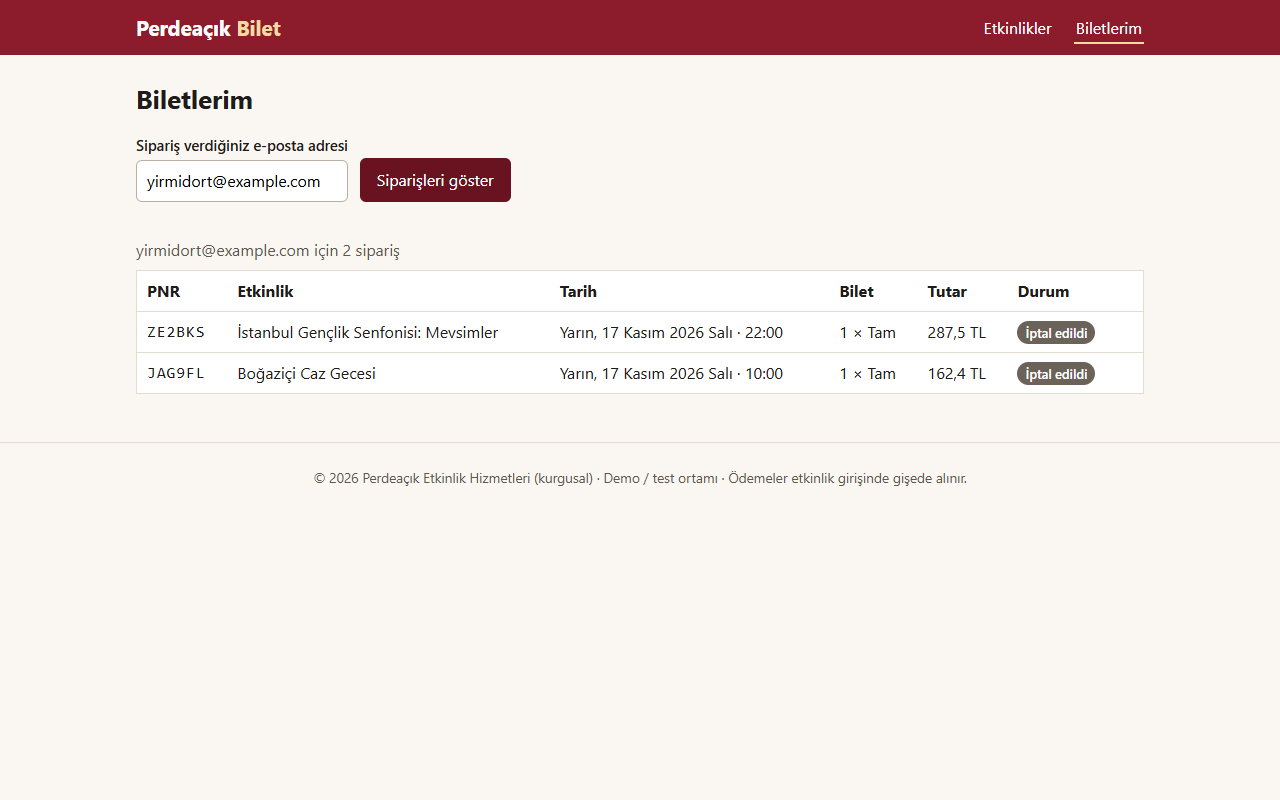 Perdeaçık Bilet Etkinlikler Biletlerim
Biletlerim
Sipariş verdiğiniz e-posta adresi
yirmidort@example.com Siparişleri göster
yirmidort@example.com için 2 sipariş
PNR Etkinlik Tarih Bilet Tutar Durum
ZE2BKS İstanbul Gençlik Senfonisi: Mevsimler Yarın, 17 Kasım 2026 Salı · 22:00 1 × Tam 287,5 TL İptal edildi
JAG9FL Boğaziçi Caz Gecesi Yarın, 17 Kasım 2026 Salı · 10:00 1 × Tam 162,4 TL İptal edildi
© 2026 Perdeaçık Etkinlik Hizmetleri (kurgusal) · Demo / test ortamı · Ödemeler etkinlik girişinde gişede alınır.